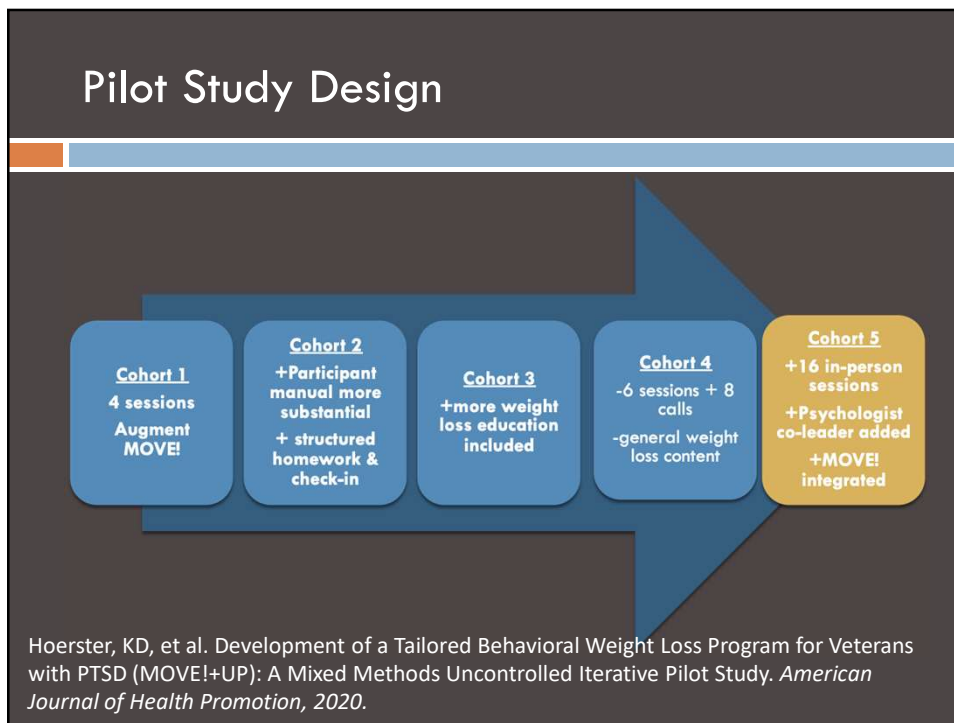 Pilot Study Design
Cohort 1
4 sessions
Augment
MOVE!
Cohort 2
+Participant
manual more
substantial
+ structured
homework &
check-in
Cohort 3
+more weight
loss education
included
Cohort 4
-6 sessions + 8
calls
-general weight
loss content
Cohort 5
+16 in-person
sessions
+Psychologist
co-leader added
+MOVE!
integrated
Hoerster, KD, et al. Development of a Tailored Behavioral Weight Loss Program for Veterans
with PTSD (MOVE!+UP): A Mixed Methods Uncontrolled Iterative Pilot Study. American
Journal of Health Promotion, 2020.